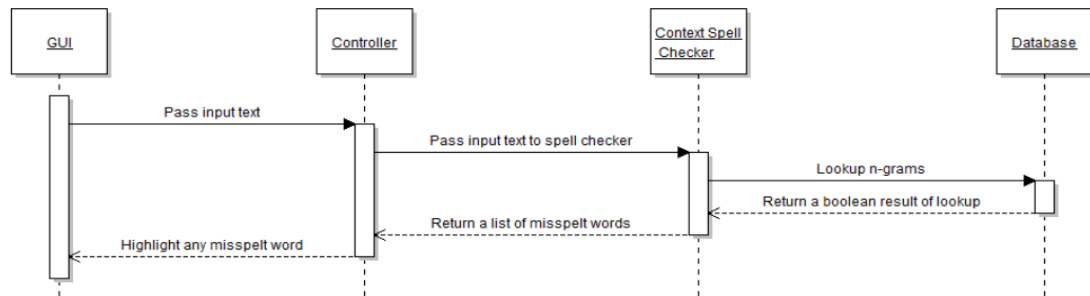 GUI
Controller
Context Spell
Checker
Database
Pass input text
Pass input text to spell checker
Lookup n-grams
Return a boolean result of lookup
Return a list of misspelt words
Highlight any misspelt word